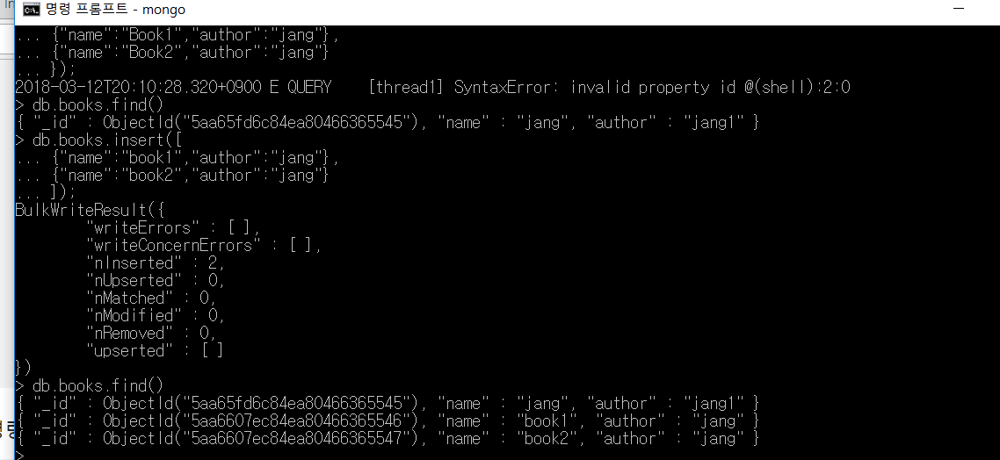 명령 프롬프트 - mongo
... {"name":"Book1","author":"jang"},
... {"name":"Book2","author":"jang"}
... });
2018-03-12T20:10:28.320+0900 E QUERY    [thread1] SyntaxError: invalid property id @(shell):2:0
> db.books.find()
{ "_id" : ObjectId("5aa65fd6c84ea80466365545"), "name" : "jang", "author" : "jang1" }
> db.books.insert([
... {"name":"book1","author":"jang"},
... {"name":"book2","author":"jang"}
... ]);
BulkWriteResult({
        "writeErrors" : [ ],
        "writeConcernErrors" : [ ],
        "nInserted" : 2,
        "nUpserted" : 0,
        "nMatched" : 0,
        "nModified" : 0,
        "nRemoved" : 0,
        "upserted" : [ ]
})
> db.books.find()
{ "_id" : ObjectId("5aa65fd6c84ea80466365545"), "name" : "jang", "author" : "jang1" }
{ "_id" : ObjectId("5aa6607ec84ea80466365546"), "name" : "book1", "author" : "jang" }
{ "_id" : ObjectId("5aa6607ec84ea80466365547"), "name" : "book2", "author" : "jang" }
>